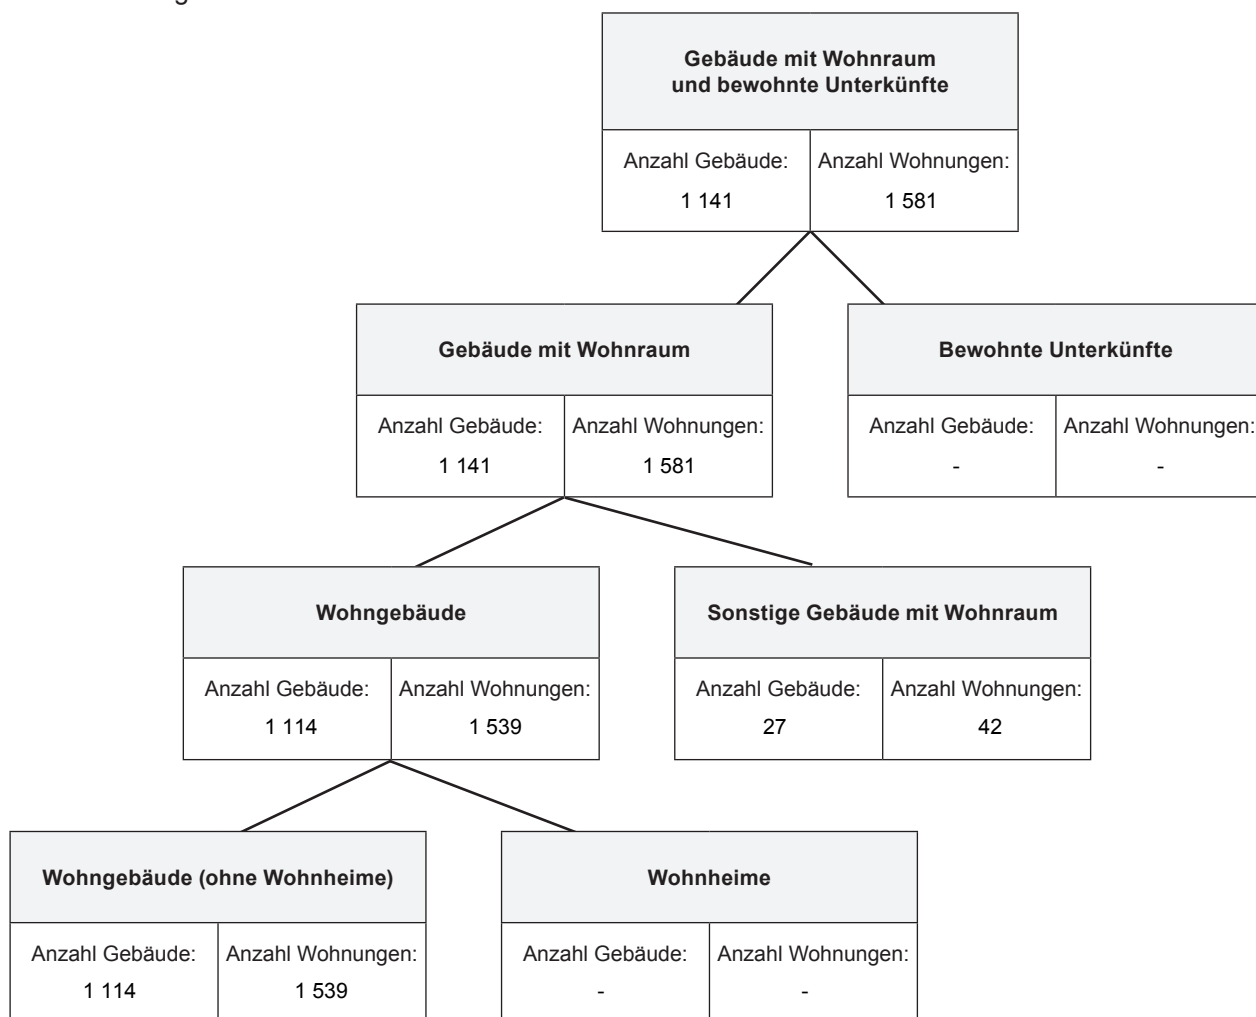 Gebäude mit Wohnraum
und bewohnte Unterkünfte
Anzahl Gebäude: Anzahl Wohnungen:
1 141 1 581
Gebäude mit Wohnraum Bewohnte Unterkünfte
Anzahl Gebäude: Anzahl Wohnungen: Anzahl Gebäude: Anzahl Wohnungen:
1 141 1 581 - -
Wohngebäude Sonstige Gebäude mit Wohnraum
Anzahl Gebäude: Anzahl Wohnungen: Anzahl Gebäude: Anzahl Wohnungen:
1 114 1 539 27 42
Wohngebäude (ohne Wohnheime) Wohnheime
Anzahl Gebäude: Anzahl Wohnungen: Anzahl Gebäude: Anzahl Wohnungen:
1 114 1 539 - -